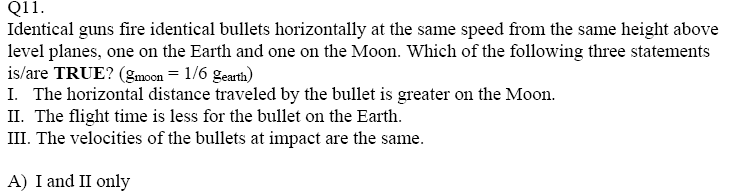 Q11.
Identical guns fire identical bullets horizontally at the same speed from the same height above
level planes, one on the Earth and one on the Moon. Which of the following three statements
is/are TRUE? (gmoon = 1/6 gearth)
I. The horizontal distance traveled by the bullet is greater on the Moon.
II. The flight time is less for the bullet on the Earth.
III. The velocities of the bullets at impact are the same.
A) I and II only